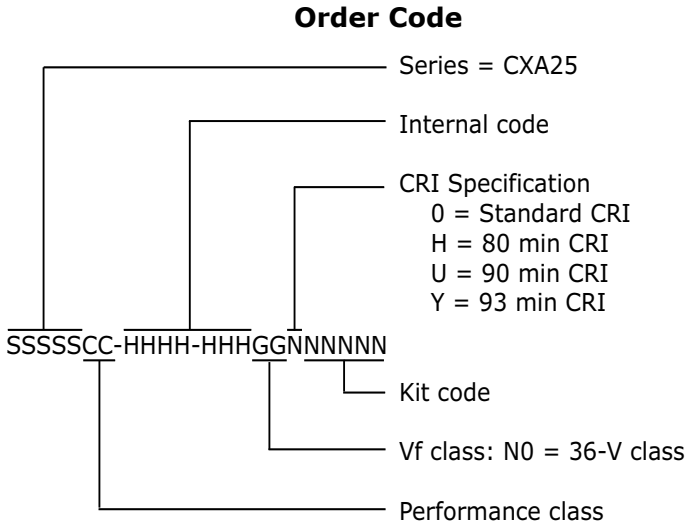 Order Code
Series = CXA25
Internal code
CRI Specification
0 = Standard CRI
H = 80 min CRI
U = 90 min CRI
Y = 93 min CRI
SSSSSCC-HHHH-HHHGGNNNNNN
Kit code
Vf class: N0 = 36-V class
Performance class